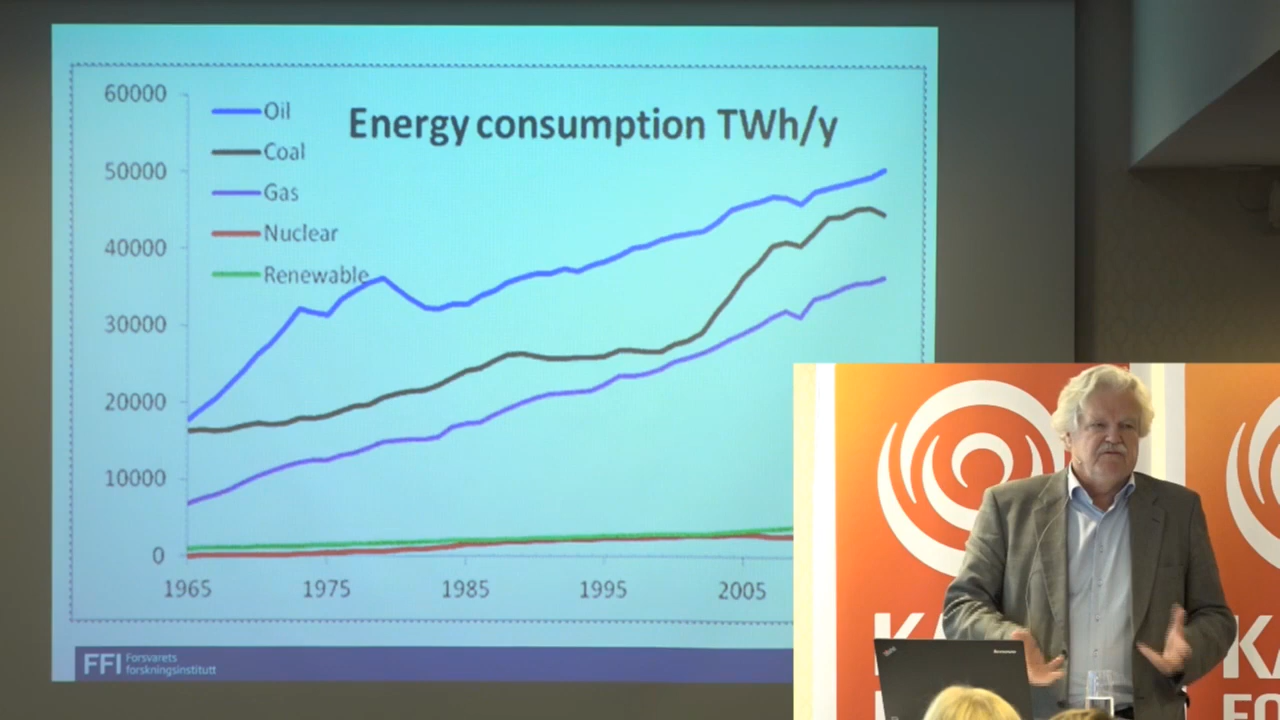 60000
50000
40000
30000
20000
10000
0
Energy consumption TWh/y
Oil
Coal
Gas
Nuclear
Renewable
1965 1975 1985 1995 2005
FFI Forsvarets
forskningsinstitutt